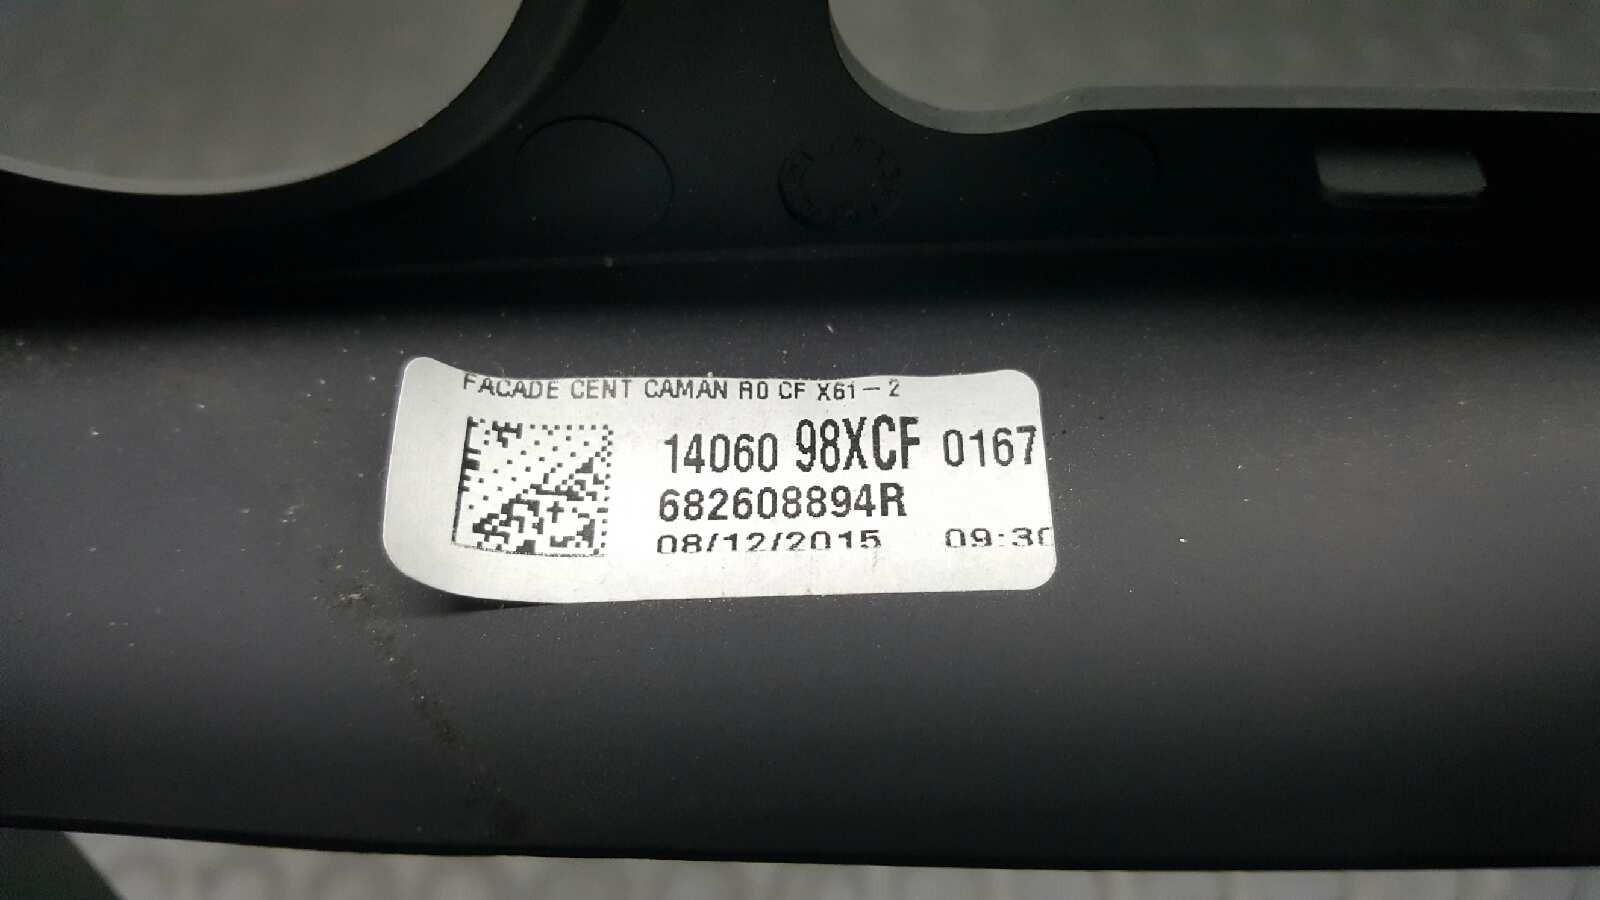 FACADE CENT CAMAN R0 CF X61-2
14060 98XCF 0167
682608894R
08/12/2015 09:30